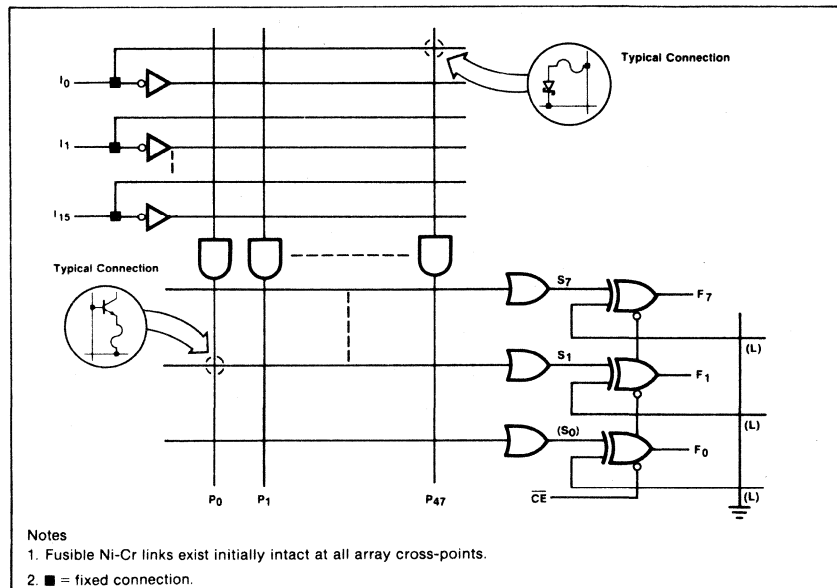 Typical Connection
I0
I1
I15
Typical Connection
S7
F7
(L)
S1
F1
(L)
(S0)
F0
(L)
P0
P1
P47
CE
Notes
1. Fusible Ni-Cr links exist initially intact at all array cross-points.
2. ■ = fixed connection.